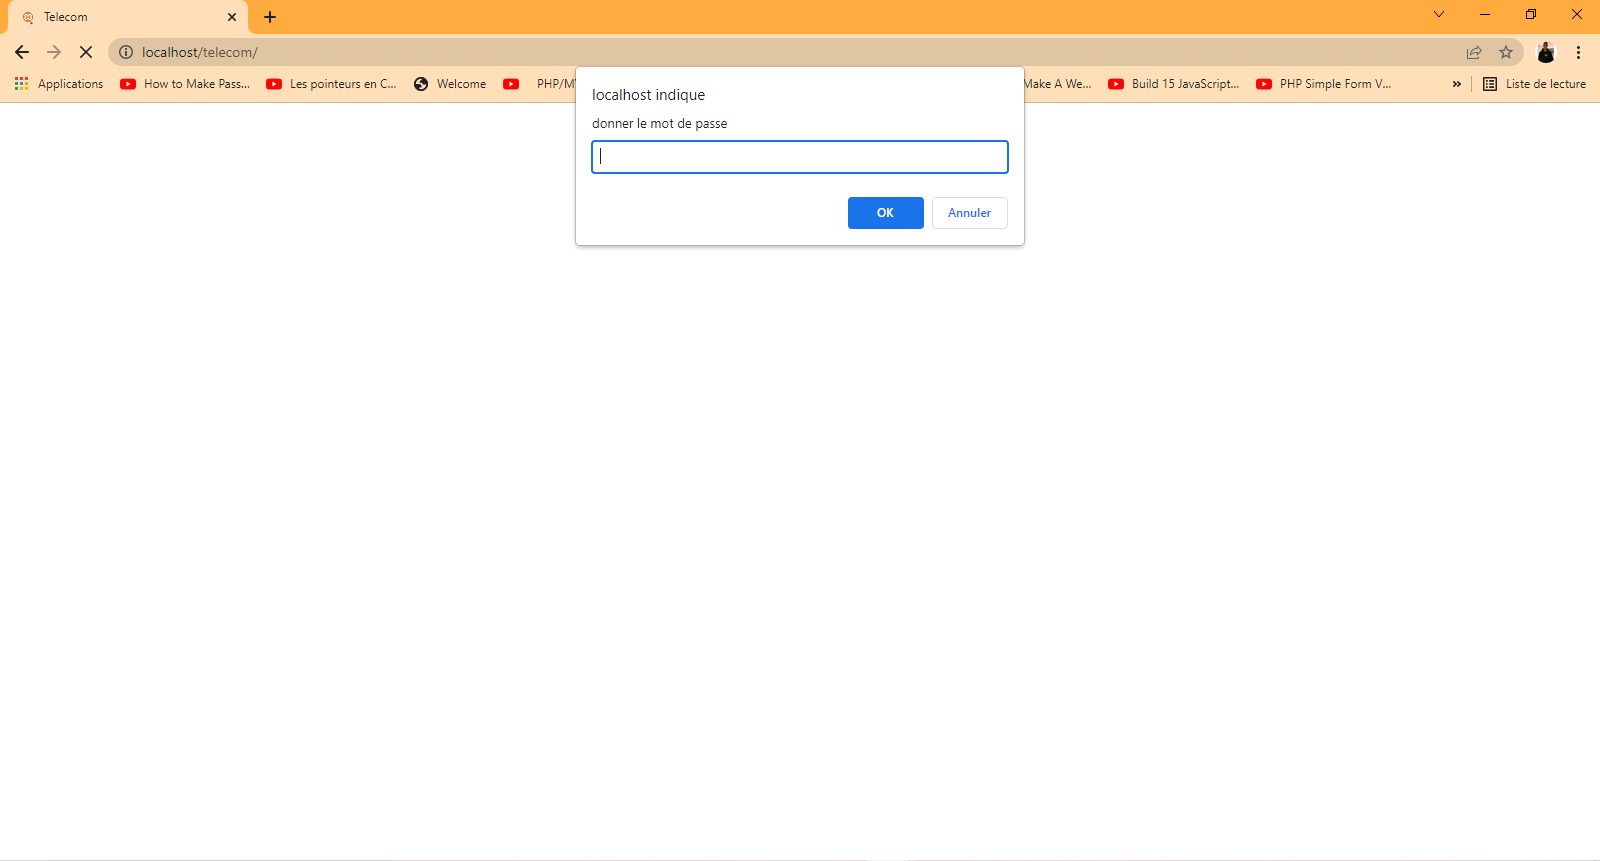 Telecom
localhost/telecom/
Applications How to Make Pass... Les pointeurs en C... Welcome PHP/M Make A We... Build 15 JavaScript... PHP Simple Form V... » Liste de lecture
localhost indique
donner le mot de passe
OK Annuler